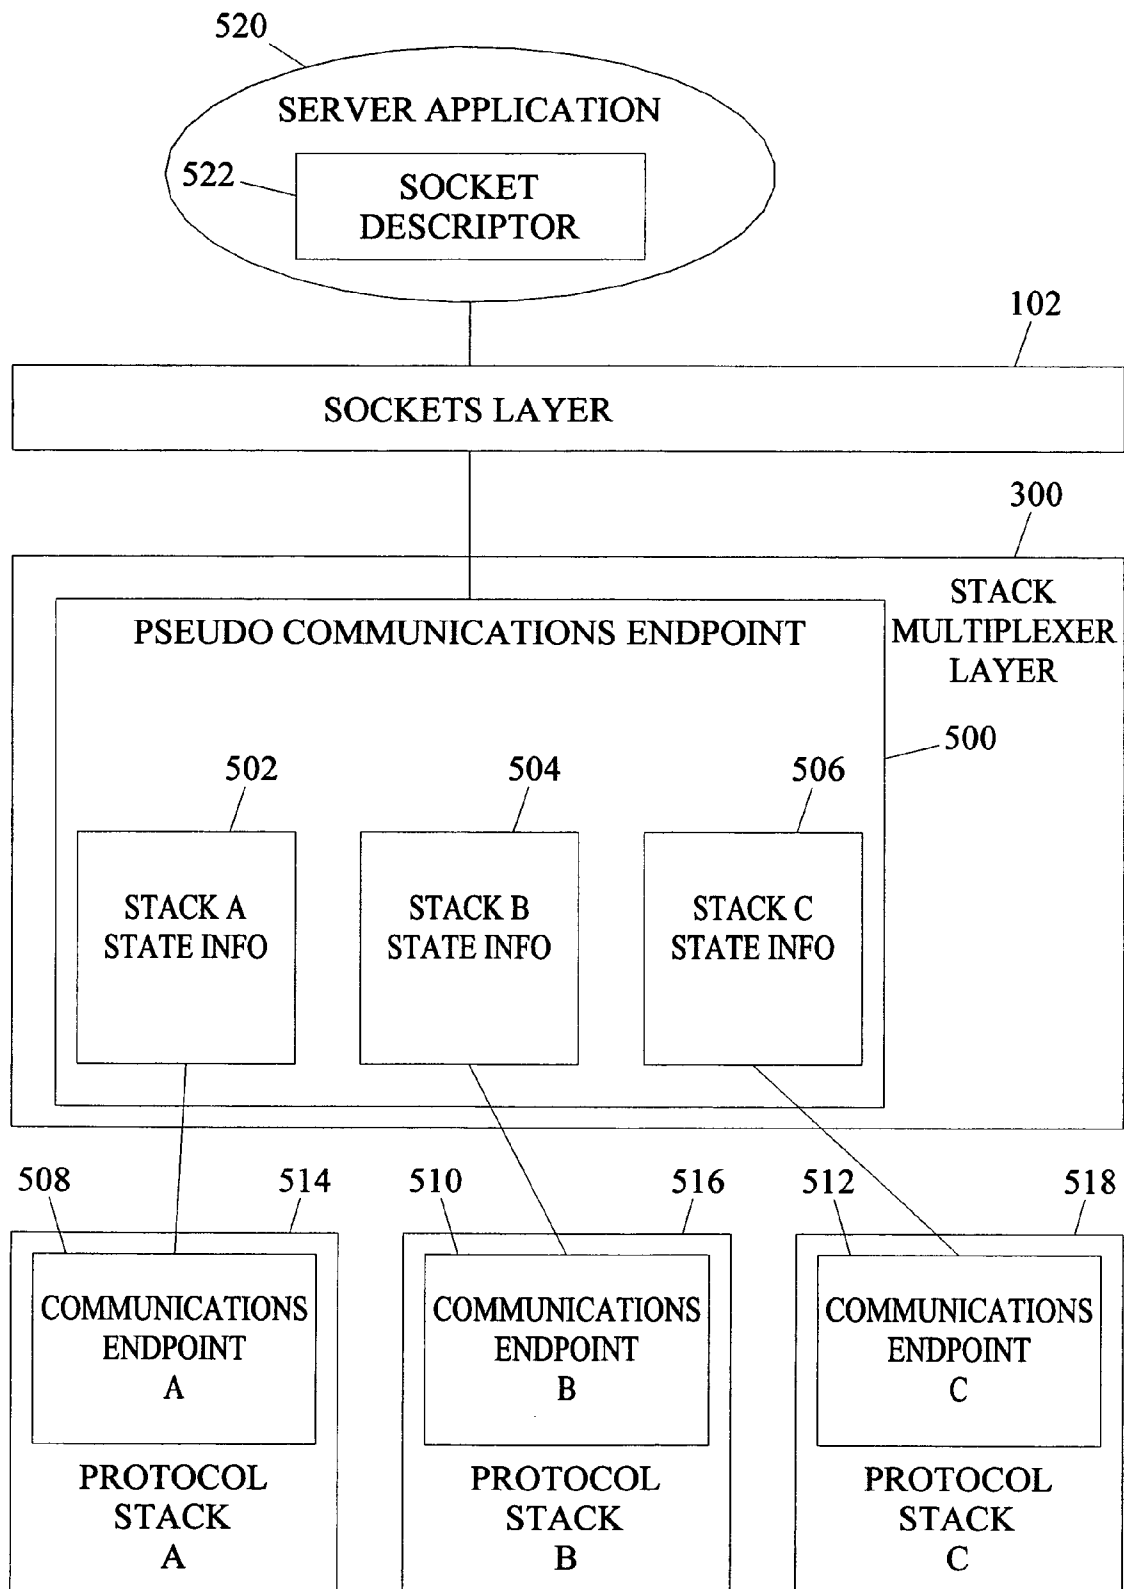 520
SERVER APPLICATION
522
SOCKET
DESCRIPTOR
102
SOCKETS LAYER
300
STACK
MULTIPLEXER
LAYER
PSEUDO COMMUNICATIONS ENDPOINT
500
502
504
506
STACK A
STATE INFO
STACK B
STATE INFO
STACK C
STATE INFO
508
514
510
516
512
518
COMMUNICATIONS
ENDPOINT
A
COMMUNICATIONS
ENDPOINT
B
COMMUNICATIONS
ENDPOINT
C
PROTOCOL
STACK
A
PROTOCOL
STACK
B
PROTOCOL
STACK
C